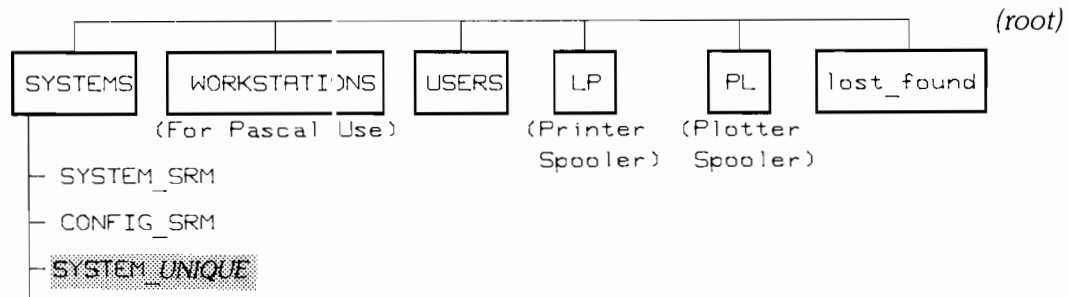 (root)
SYSTEMS WORKSTATIONS USERS LP PL lost_found
(For Pascal Use) (Printer Spooler) (Plotter Spooler)
SYSTEM_SRM
CONFIG_SRM
SYSTEM_UNIQUE